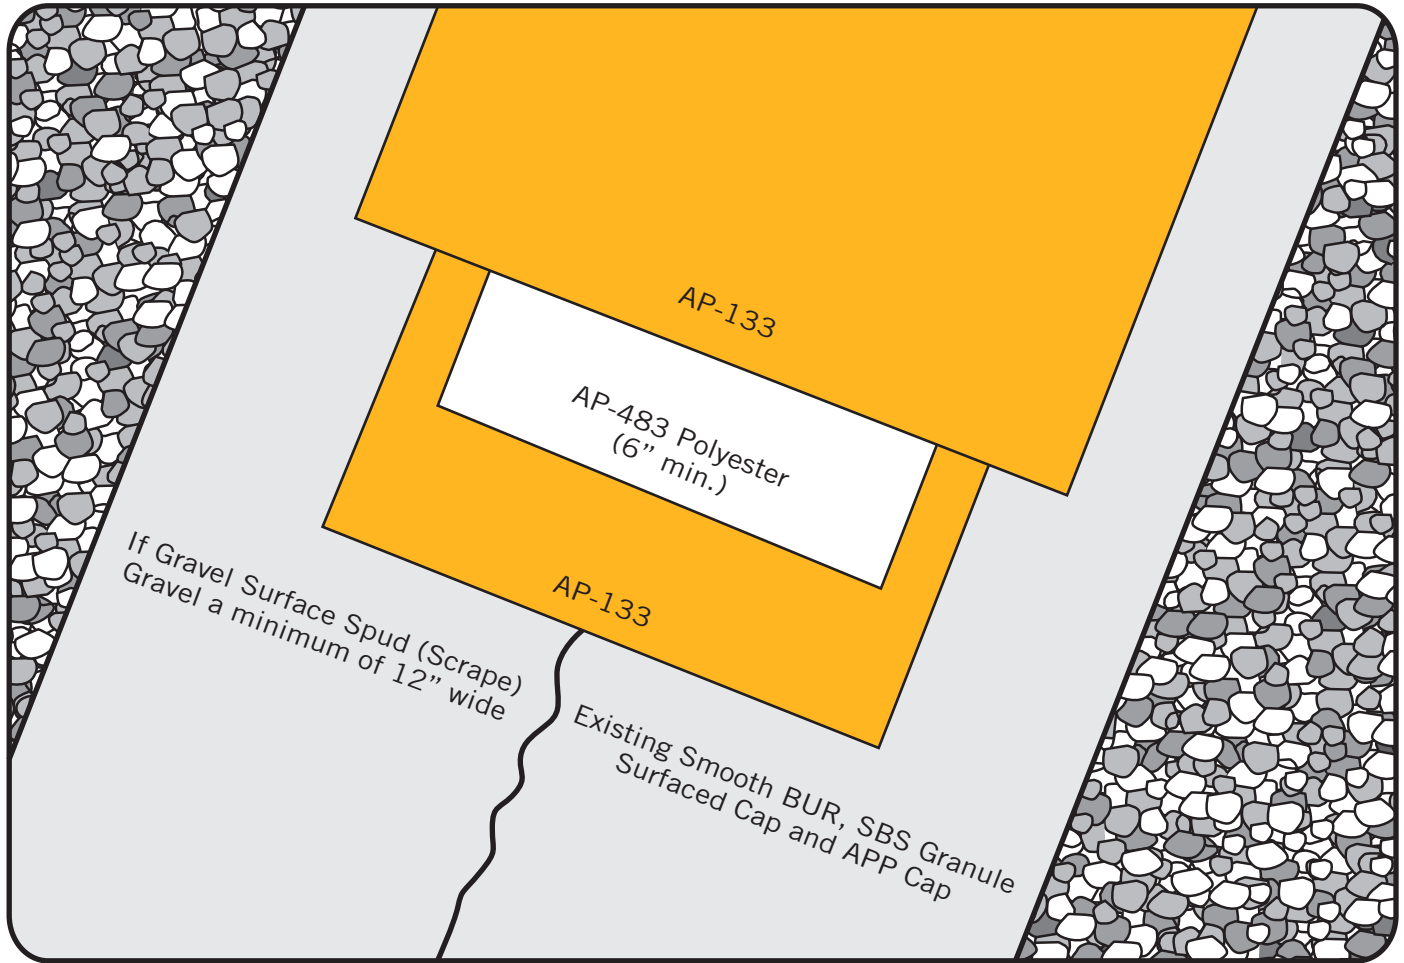 AP-133
AP-483 Polyester
(6” min.)
AP-133
If Gravel Surface Spud (Scrape)
Gravel a minimum of 12” wide
Existing Smooth BUR, SBS Granule
Surfaced Cap and APP Cap